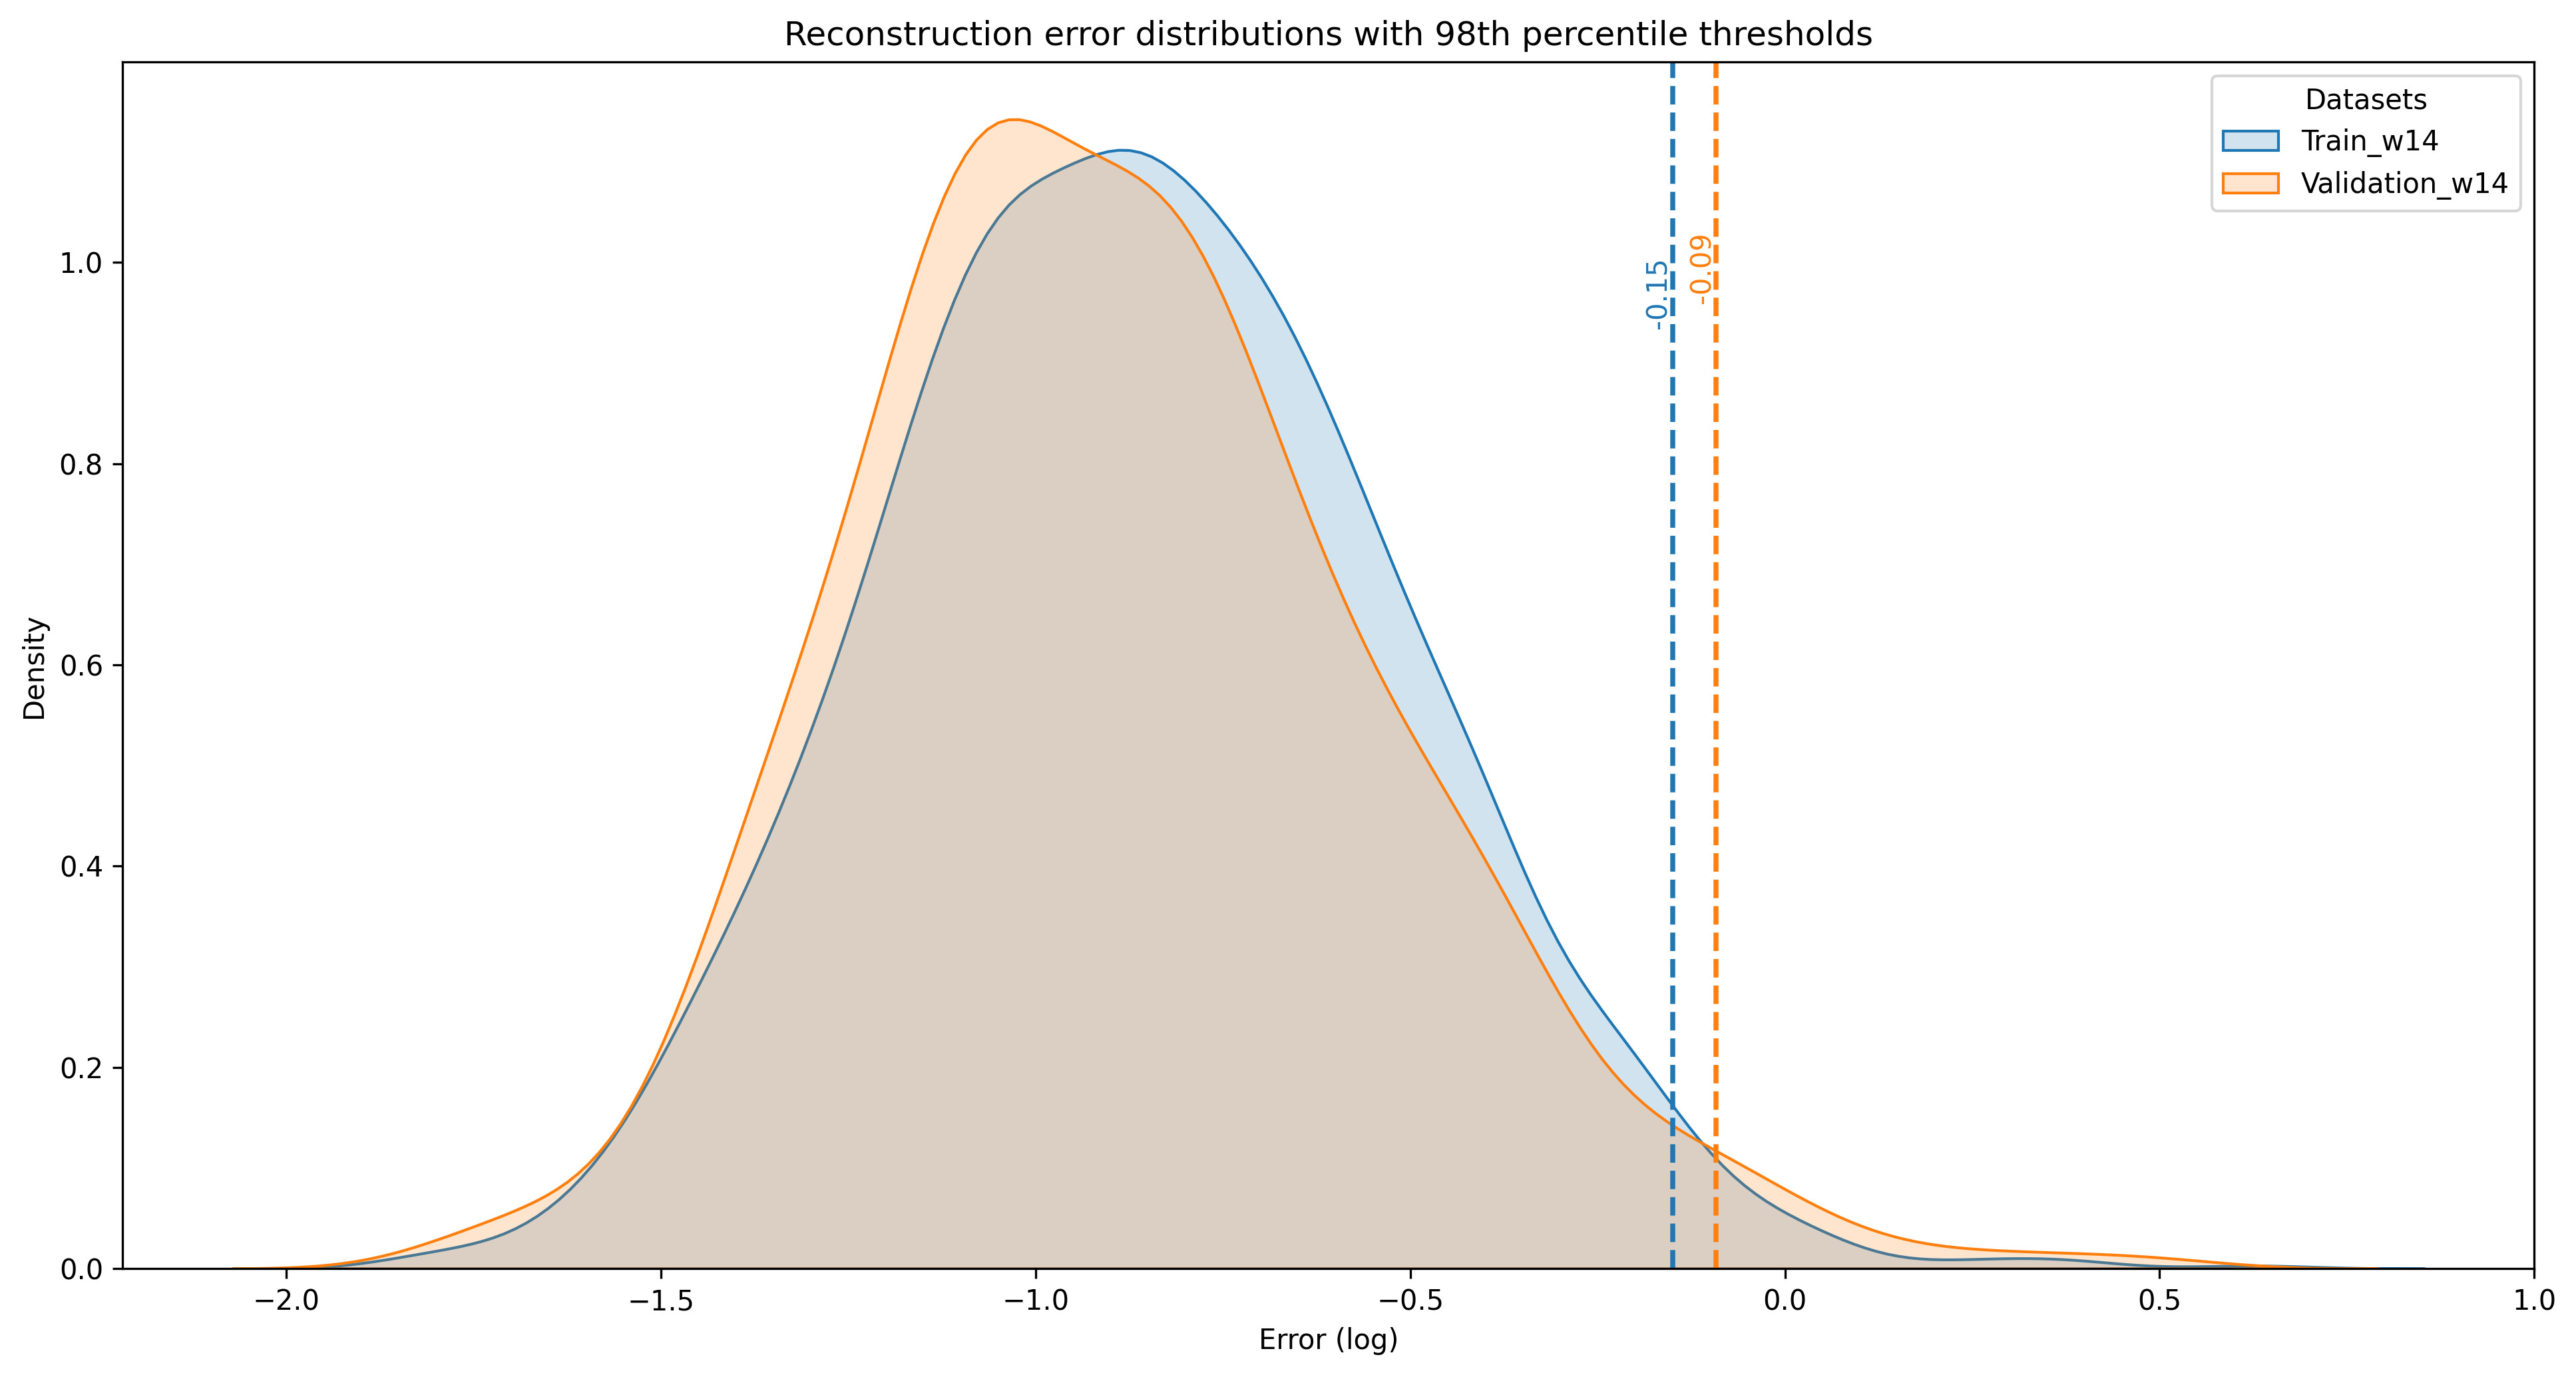 Reconstruction error distributions with 98th percentile thresholds
Datasets
Train_w14
Validation_w14
-0.15
-0.09
Density
1.0
0.8
0.6
0.4
0.2
0.0
−2.0
−1.5
−1.0
−0.5
0.0
0.5
1.0
Error (log)